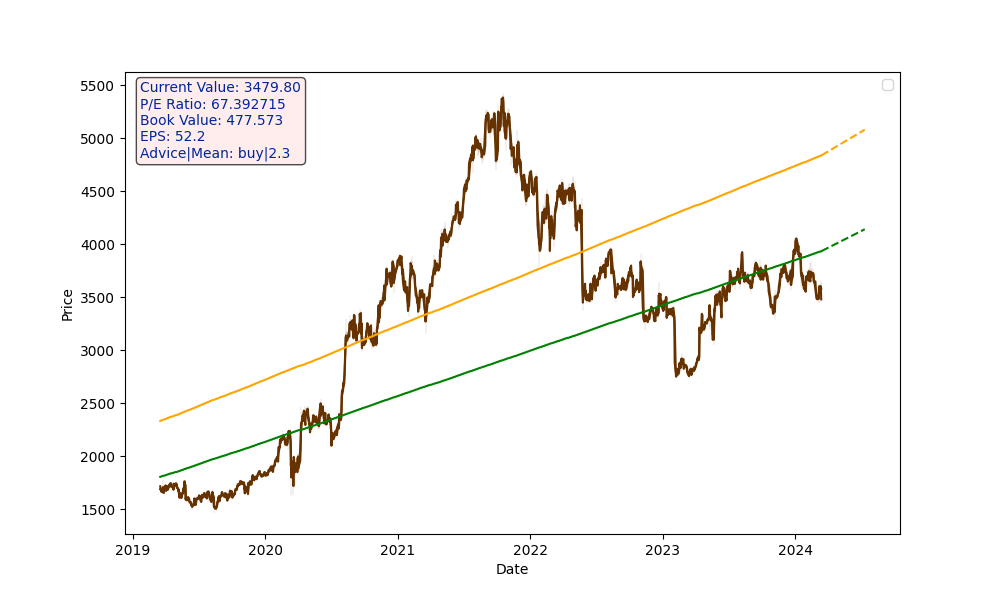 Current Value: 3479.80
P/E Ratio: 67.392715
Book Value: 477.573
EPS: 52.2
Advice|Mean: buy|2.3
5500
5000
4500
4000
3500
3000
2500
2000
1500
Price
2019 2020 2021 2022 2023 2024
Date